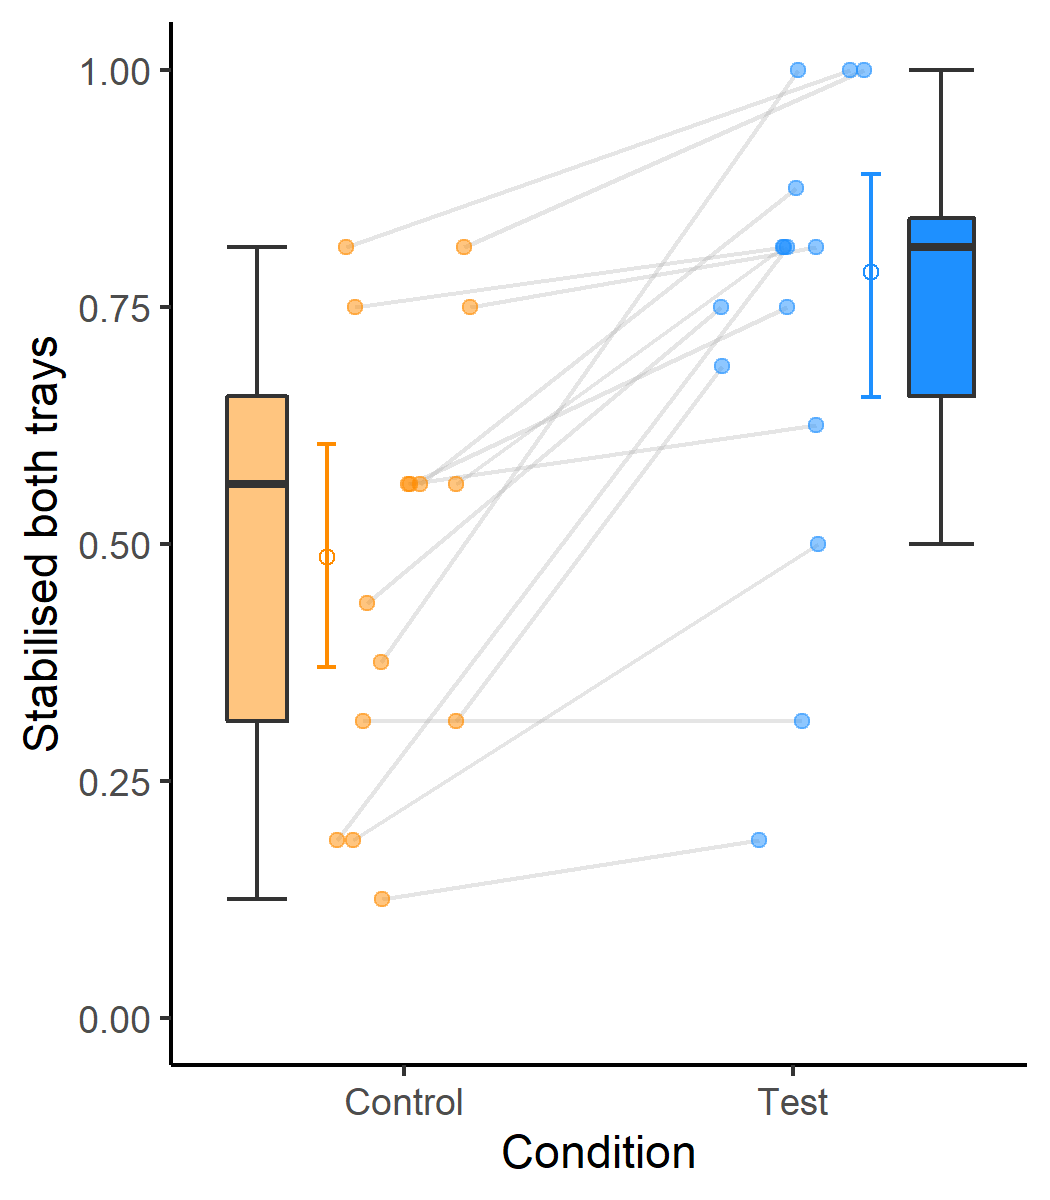 Stabilised both trays
1.00
0.75
0.50
0.25
0.00
Control
Test
Condition